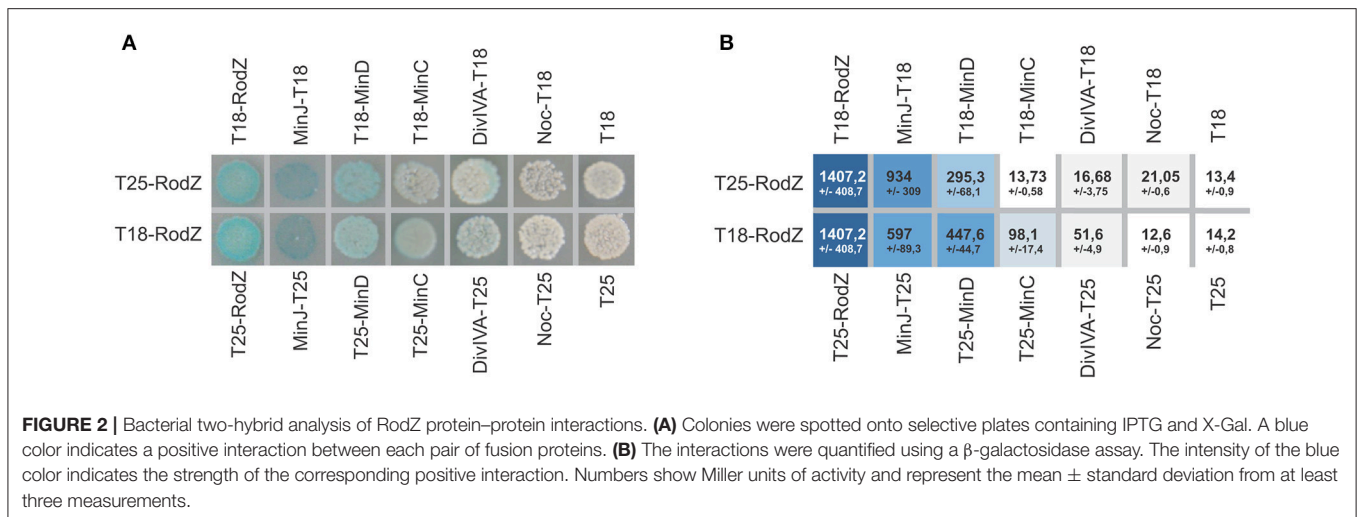 A
B
T18-RodZ
MinJ-T18
T18-MinD
T18-MinC
DivIVA-T18
Noc-T18
T18
T25-RodZ
T18-RodZ
T25-RodZ
MinJ-T25
T25-MinD
T25-MinC
DivIVA-T25
Noc-T25
T25
T18-RodZ
MinJ-T18
T18-MinD
T18-MinC
DivIVA-T18
Noc-T18
T18
T25-RodZ 1407,2 934 295,3 13,73 16,68 21,05 13,4
+/- 408,7 +/- 309 +/-68,1 +/-0,58 +/-3,75 +/-0,6 +/-0,9
T18-RodZ 1407,2 597 447,6 98,1 51,6 12,6 14,2
+/- 408,7 +/-89,3 +/-44,7 +/-17,4 +/-4,9 +/-0,9 +/-0,8
T25-RodZ
MinJ-T25
T25-MinD
T25-MinC
DivIVA-T25
Noc-T25
T25
FIGURE 2 | Bacterial two-hybrid analysis of RodZ protein–protein interactions. (A) Colonies were spotted onto selective plates containing IPTG and X-Gal. A blue
color indicates a positive interaction between each pair of fusion proteins. (B) The interactions were quantified using a β-galactosidase assay. The intensity of the blue
color indicates the strength of the corresponding positive interaction. Numbers show Miller units of activity and represent the mean ± standard deviation from at least
three measurements.